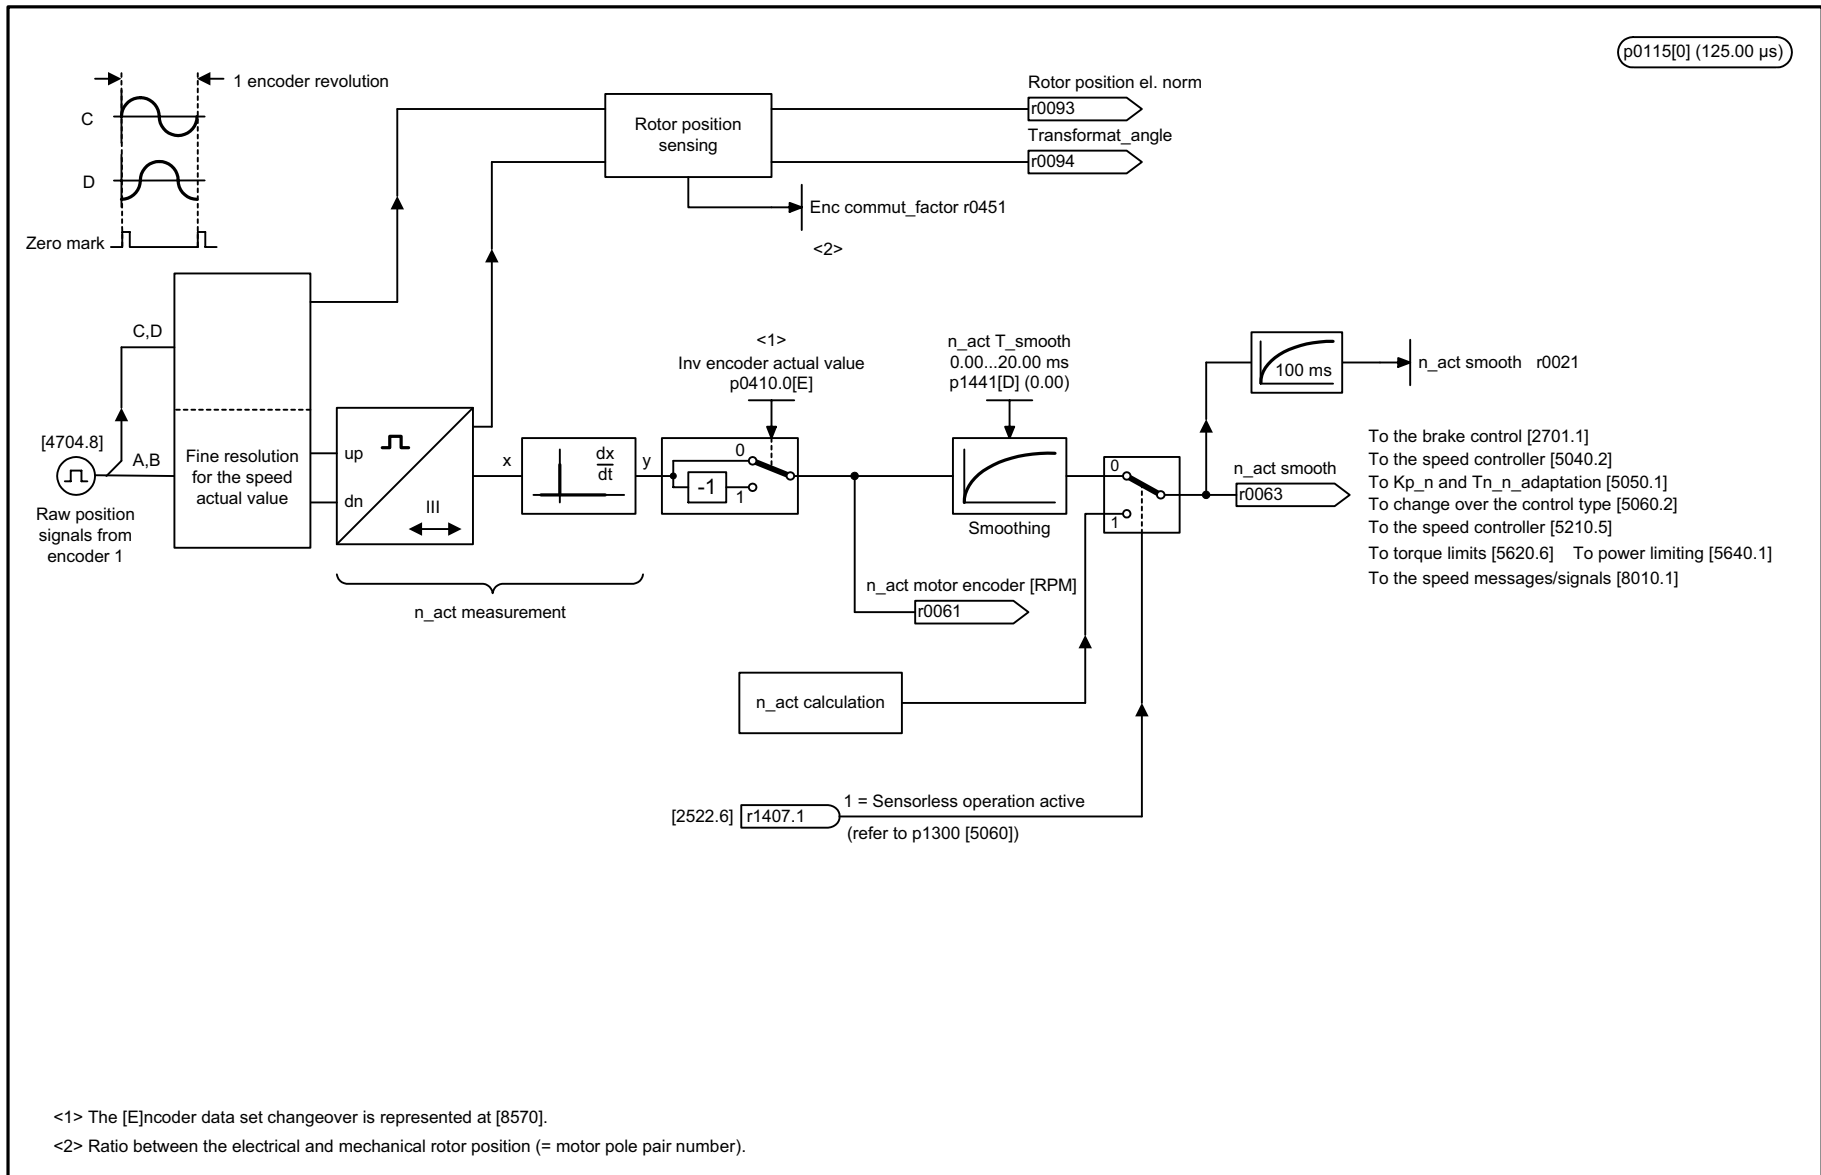 p0115[0] (125.00 µs)
1 encoder revolution
C
D
Zero mark
Rotor position
sensing
Rotor position el. norm
r0093
Transformat_angle
r0094
Enc commut_factor r0451
<2>
C,D
[4704.8]
A,B
Raw position
signals from
encoder 1
Fine resolution
for the speed
actual value
up
dn
III
x
dx
dt
y
n_act measurement
<1>
Inv encoder actual value
p0410.0[E]
0
-1
1
n_act T_smooth
0.00...20.00 ms
p1441[D] (0.00)
Smoothing
0
1
100 ms
n_act smooth r0021
n_act smooth
r0063
To the brake control [2701.1]
To the speed controller [5040.2]
To Kp_n and Tn_n_adaptation [5050.1]
To change over the control type [5060.2]
To the speed controller [5210.5]
To torque limits [5620.6] To power limiting [5640.1]
To the speed messages/signals [8010.1]
n_act motor encoder [RPM]
r0061
n_act calculation
[2522.6]
r1407.1
1 = Sensorless operation active
(refer to p1300 [5060])
<1> The [E]ncoder data set changeover is represented at [8570].
<2> Ratio between the electrical and mechanical rotor position (= motor pole pair number).